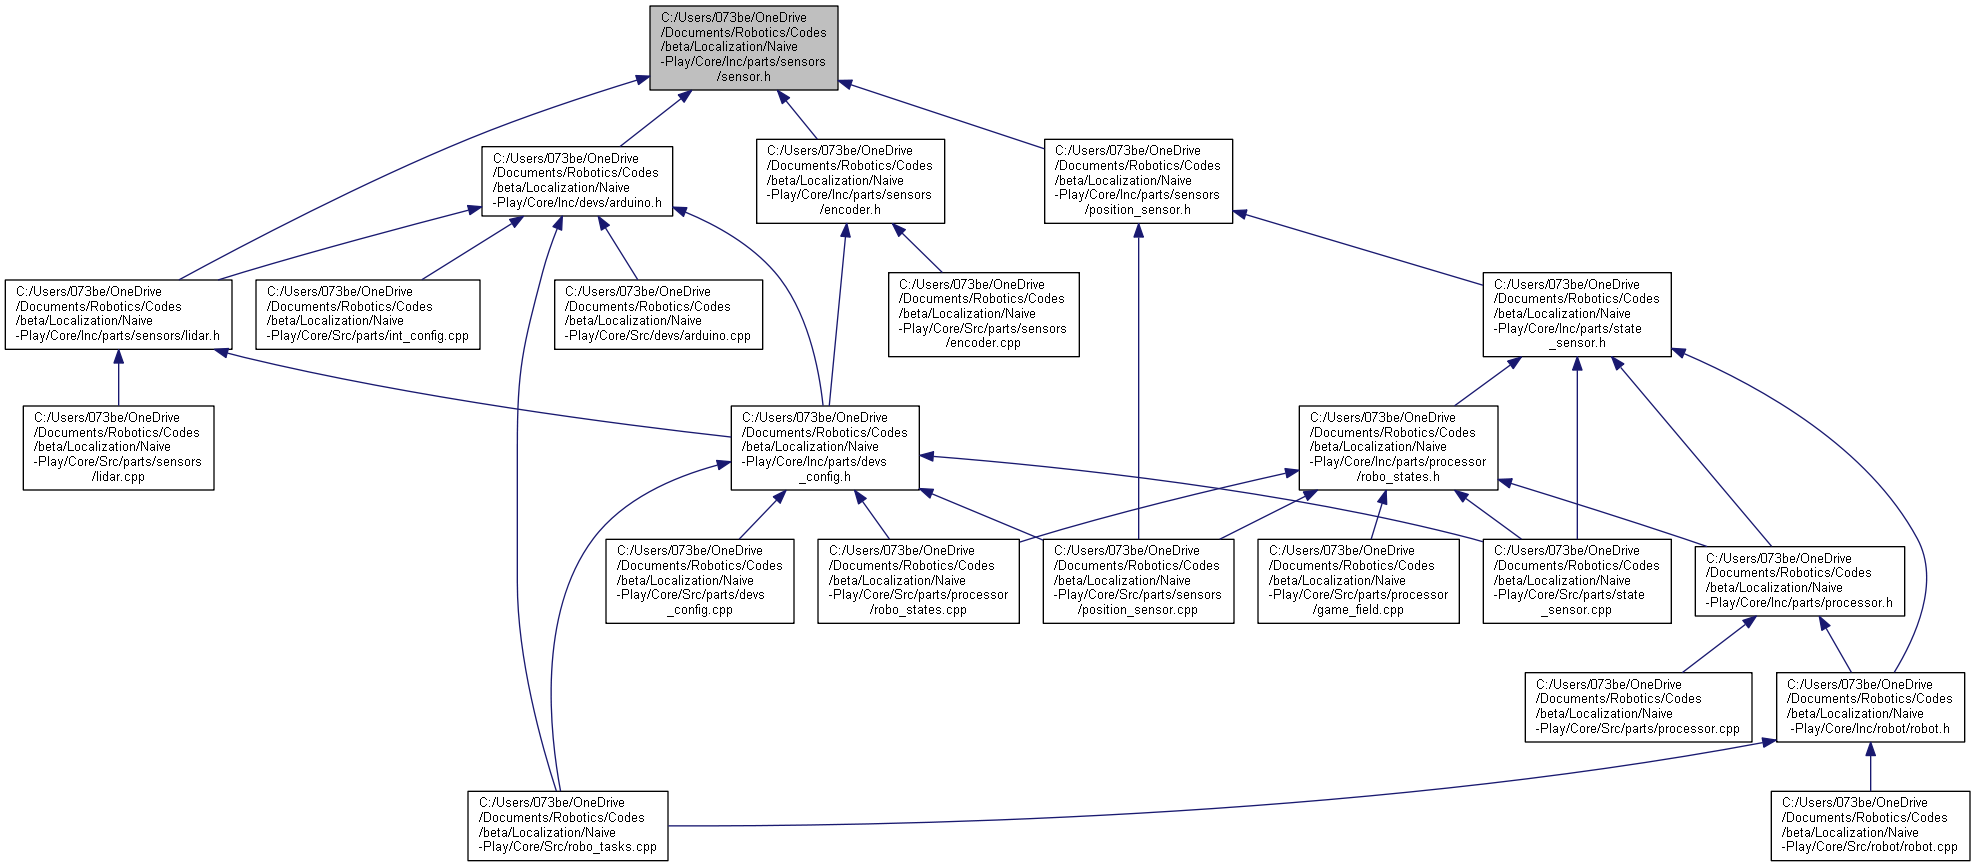 C:/Users/073be/OneDrive
/Documents/Robotics/Codes
/beta/Localization/Naive
-Play/Core/Inc/parts/sensors
/sensor.h
C:/Users/073be/OneDrive
/Documents/Robotics/Codes
/beta/Localization/Naive
-Play/Core/Inc/devs/arduino.h
C:/Users/073be/OneDrive
/Documents/Robotics/Codes
/beta/Localization/Naive
-Play/Core/Inc/parts/sensors
/encoder.h
C:/Users/073be/OneDrive
/Documents/Robotics/Codes
/beta/Localization/Naive
-Play/Core/Inc/parts/sensors
/position_sensor.h
C:/Users/073be/OneDrive
/Documents/Robotics/Codes
/beta/Localization/Naive
-Play/Core/Inc/parts/sensors/lidar.h
C:/Users/073be/OneDrive
/Documents/Robotics/Codes
/beta/Localization/Naive
-Play/Core/Src/parts/int_config.cpp
C:/Users/073be/OneDrive
/Documents/Robotics/Codes
/beta/Localization/Naive
-Play/Core/Src/devs/arduino.cpp
C:/Users/073be/OneDrive
/Documents/Robotics/Codes
/beta/Localization/Naive
-Play/Core/Src/parts/sensors
/encoder.cpp
C:/Users/073be/OneDrive
/Documents/Robotics/Codes
/beta/Localization/Naive
-Play/Core/Inc/parts/state
_sensor.h
C:/Users/073be/OneDrive
/Documents/Robotics/Codes
/beta/Localization/Naive
-Play/Core/Src/parts/sensors
/lidar.cpp
C:/Users/073be/OneDrive
/Documents/Robotics/Codes
/beta/Localization/Naive
-Play/Core/Inc/parts/devs
_config.h
C:/Users/073be/OneDrive
/Documents/Robotics/Codes
/beta/Localization/Naive
-Play/Core/Inc/parts/processor
/robo_states.h
C:/Users/073be/OneDrive
/Documents/Robotics/Codes
/beta/Localization/Naive
-Play/Core/Src/parts/devs
_config.cpp
C:/Users/073be/OneDrive
/Documents/Robotics/Codes
/beta/Localization/Naive
-Play/Core/Src/parts/processor
/robo_states.cpp
C:/Users/073be/OneDrive
/Documents/Robotics/Codes
/beta/Localization/Naive
-Play/Core/Src/parts/sensors
/position_sensor.cpp
C:/Users/073be/OneDrive
/Documents/Robotics/Codes
/beta/Localization/Naive
-Play/Core/Src/parts/processor
/game_field.cpp
C:/Users/073be/OneDrive
/Documents/Robotics/Codes
/beta/Localization/Naive
-Play/Core/Src/parts/state
_sensor.cpp
C:/Users/073be/OneDrive
/Documents/Robotics/Codes
/beta/Localization/Naive
-Play/Core/Inc/parts/processor.h
C:/Users/073be/OneDrive
/Documents/Robotics/Codes
/beta/Localization/Naive
-Play/Core/Src/parts/processor.cpp
C:/Users/073be/OneDrive
/Documents/Robotics/Codes
/beta/Localization/Naive
-Play/Core/Inc/robot/robot.h
C:/Users/073be/OneDrive
/Documents/Robotics/Codes
/beta/Localization/Naive
-Play/Core/Src/robo_tasks.cpp
C:/Users/073be/OneDrive
/Documents/Robotics/Codes
/beta/Localization/Naive
-Play/Core/Src/robot/robot.cpp